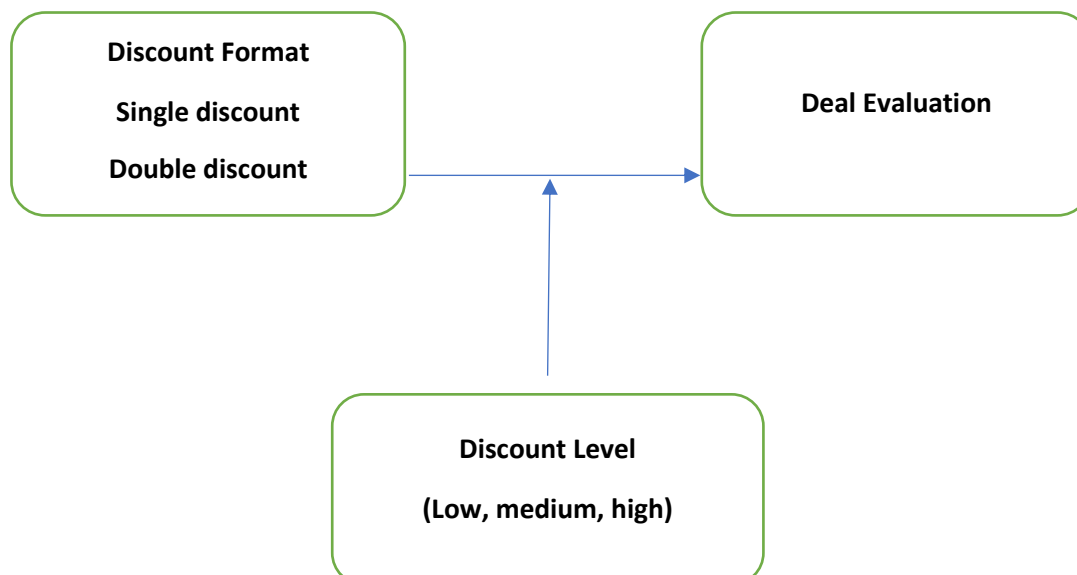 Discount Format
Single discount
Double discount
Deal Evaluation
Discount Level
(Low, medium, high)